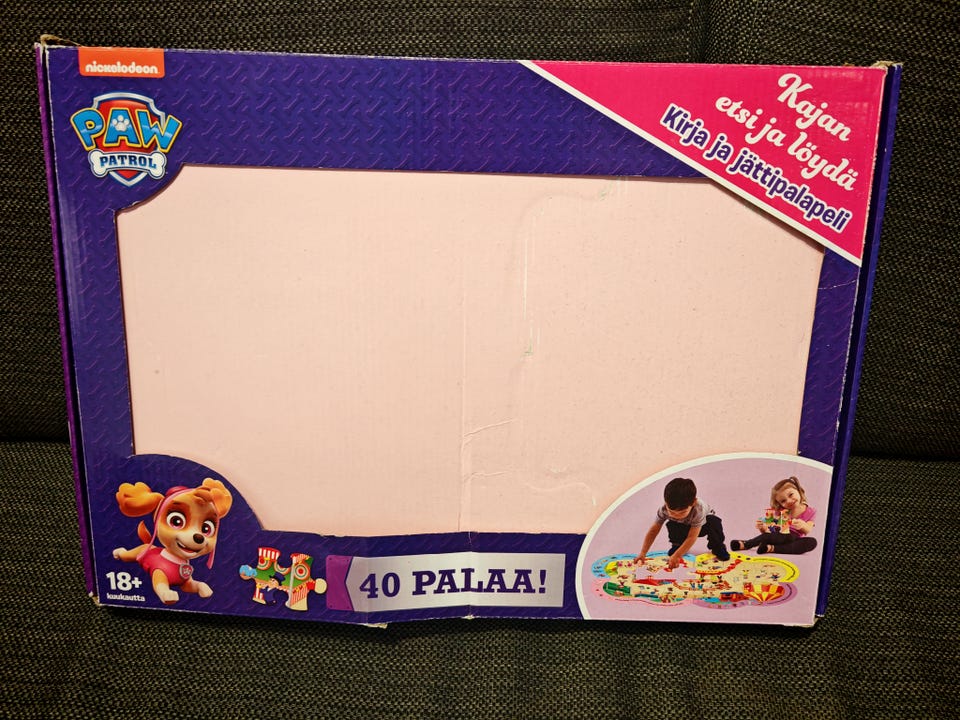 nickelodeon
PAW
PATROL
Kajan
etsi ja löydä
Kirja ja jättipalapeli
18+
kuukautta
40 PALAA!